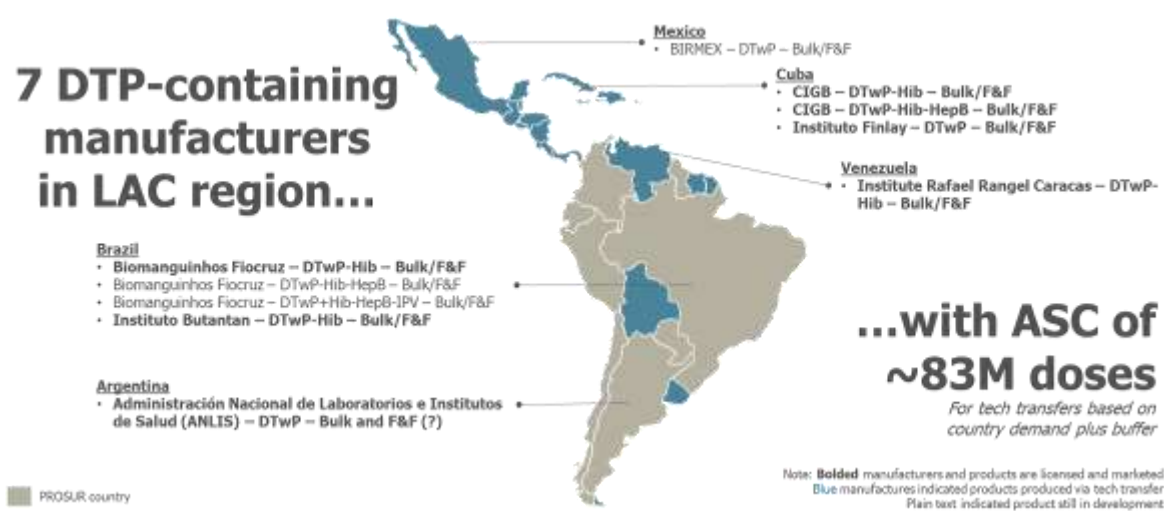 7 DTP-containing
manufacturers
in LAC region...
Mexico
• BIRMEX – DTwP – Bulk/F&F
Cuba
• CIGB – DTwP-Hib – Bulk/F&F
• CIGB – DTwP-Hib-HepB – Bulk/F&F
• Instituto Finlay – DTwP – Bulk/F&F
Venezuela
• Institute Rafael Rangel Caracas – DTwP-
Hib – Bulk/F&F
Brazil
• Biomanguinhos Fiocruz – DTwP-Hib – Bulk/F&F
• Biomanguinhos Fiocruz – DTwP-Hib-HepB – Bulk/F&F
• Biomanguinhos Fiocruz – DTwP+Hib-HepB-IPV – Bulk/F&F
• Instituto Butantan – DTwP-Hib – Bulk/F&F
Argentina
• Administración Nacional de Laboratorios e Institutos
de Salud (ANLIS) – DTwP – Bulk and F&F (?)
...with ASC of
~83M doses
For tech transfers based on
country demand plus buffer
Note: Bolded manufacturers and products are licensed and marketed
Blue manufactures indicated products produced via tech transfer
Plain text indicated product still in development
PROSUR country